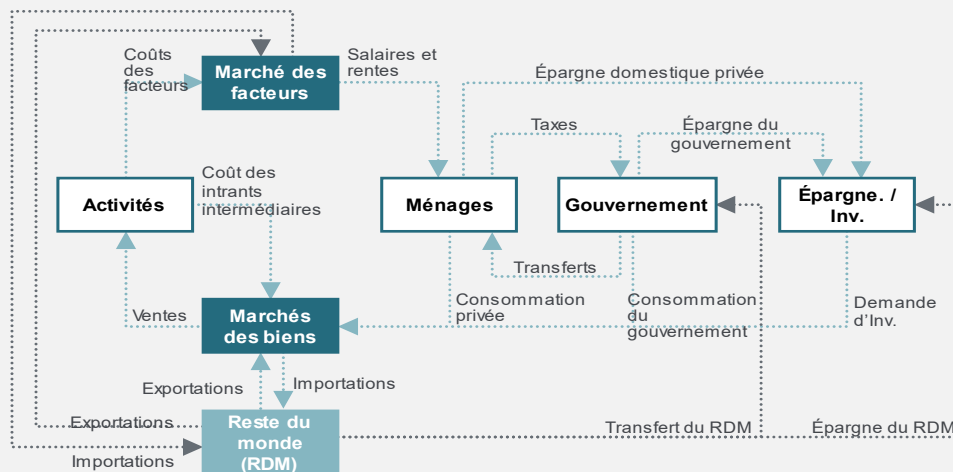 Coûts
des
facteurs
Marché des
facteurs
Salaires et
rentes
Épargne domestique privée
Taxes
Épargne du
gouvernement
Activités
Coût des
intrants
intermédiaires
Ménages
Gouvernement
Épargne. /
Inv.
Transferts
Ventes
Marchés
des biens
Consommation
privée
Consommation
du
gouvernement
Demande
d'Inv.
Exportations
Importations
Exportations
Importations
Reste du
monde
(RDM)
Transfert du RDM
Épargne du RDM